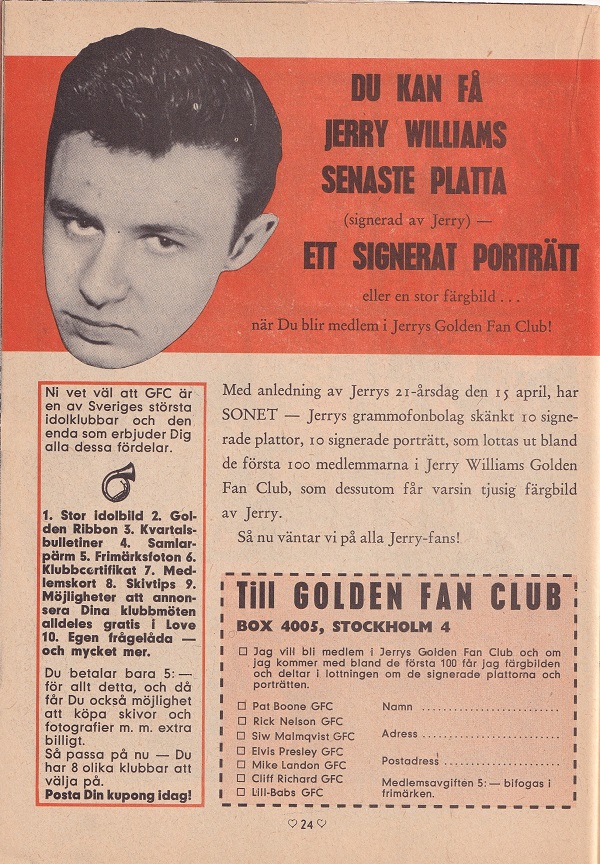 DU KAN FÅ
JERRY WILLIAMS
SENASTE PLATTA
(signerad av Jerry) —
ETT SIGNERAT PORTRÄTT
eller en stor färgbild . . .
när Du blir medlem i Jerrys Golden Fan Club!
Ni vet väl att GFC är
en av Sveriges största
idolklubbar och den
enda som erbjuder Dig
alla dessa fördelar.
1. Stor idolbild 2. Gol-
den Ribbon 3. Kvartals-
bulletiner 4. Samlar-
pärm 5. Frimärksfoton 6.
Klubbcertifikat 7. Med-
lemskort 8. Skivtips 9.
Möjligheter att annon-
sera Dina klubbmöten
alldeles gratis i Love
10. Egen frågelåda —
och mycket mer.
Du betalar bara 5: —
för allt detta, och då
får Du också möjlighet
att köpa skivor och
fotografier m. m. extra
billigt.
Så passa på nu — Du
har 8 olika klubbar att
välja på.
Posta Din kupong idag!
Med anledning av Jerrys 21-årsdag den 15 april, har
SONET — Jerrys grammofonbolag skänkt 10 signe-
rade plattor, 10 signerade porträtt, som lottas ut bland
de första 100 medlemmarna i Jerry Williams Golden
Fan Club, som dessutom får varsin tjusig färgbild
av Jerry.
Så nu väntar vi på alla Jerry-fans!
Till GOLDEN FAN CLUB
BOX 4005, STOCKHOLM 4
Jag vill bli medlem i Jerrys Golden Fan Club och om
jag kommer med bland de första 100 får jag färgbilden
och deltar i lottningen om de signerade plattorna och
porträtten.
Pat Boone GFC
Rick Nelson GFC
Siw Malmqvist GFC
Elvis Presley GFC
Mike Landon GFC
Cliff Richard GFC
Lill-Babs GFC
Namn ..............................
Adress ..............................
Postadress ..............................
Medlemsavgiften 5: — bifogas i
frimärken.
♡ 24 ♡